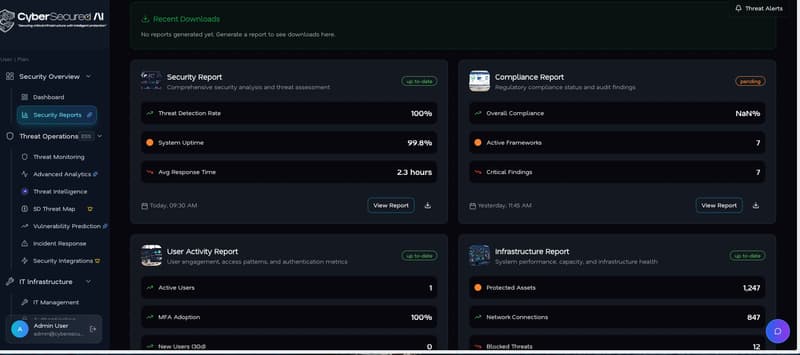 CyberSecured AI
"Securing critical infrastructure with intelligent protection"
User | Plan
Security Overview
Dashboard
Security Reports
Threat Operations
Threat Monitoring
Advanced Analytics
Threat Intelligence
5D Threat Map
Vulnerability Prediction
Incident Response
Security Integrations
IT Infrastructure
IT Management
Admin User
admin@cybersecu...
Threat Alerts
Recent Downloads
No reports generated yet. Generate a report to see downloads here.
Security Report
up-to-date
Comprehensive security analysis and threat assessment
Threat Detection Rate 100%
System Uptime 99.8%
Avg Response Time 2.3 hours
Today, 09:30 AM View Report
Compliance Report
pending
Regulatory compliance status and audit findings
Overall Compliance NaN%
Active Frameworks 7
Critical Findings 7
Yesterday, 11:45 AM View Report
User Activity Report
up-to-date
User engagement, access patterns, and authentication metrics
Active Users 1
MFA Adoption 100%
New Users (30d) 0
Infrastructure Report
up-to-date
System performance, capacity, and infrastructure health
Protected Assets 1,247
Network Connections 847
Blocked Threats 12
A